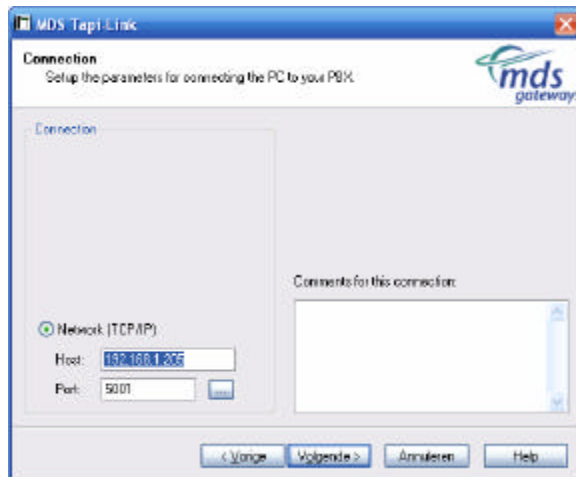 MDS Tapi-Link
Connection
Setup the parameters for connecting the PC to your PBX.
mds
gateway
Connection
Comments for this connection:
Network (TCP/IP)
Host: 192.168.1.205
Port: 5001 ...
< Vorige Volgende > Annuleren Help